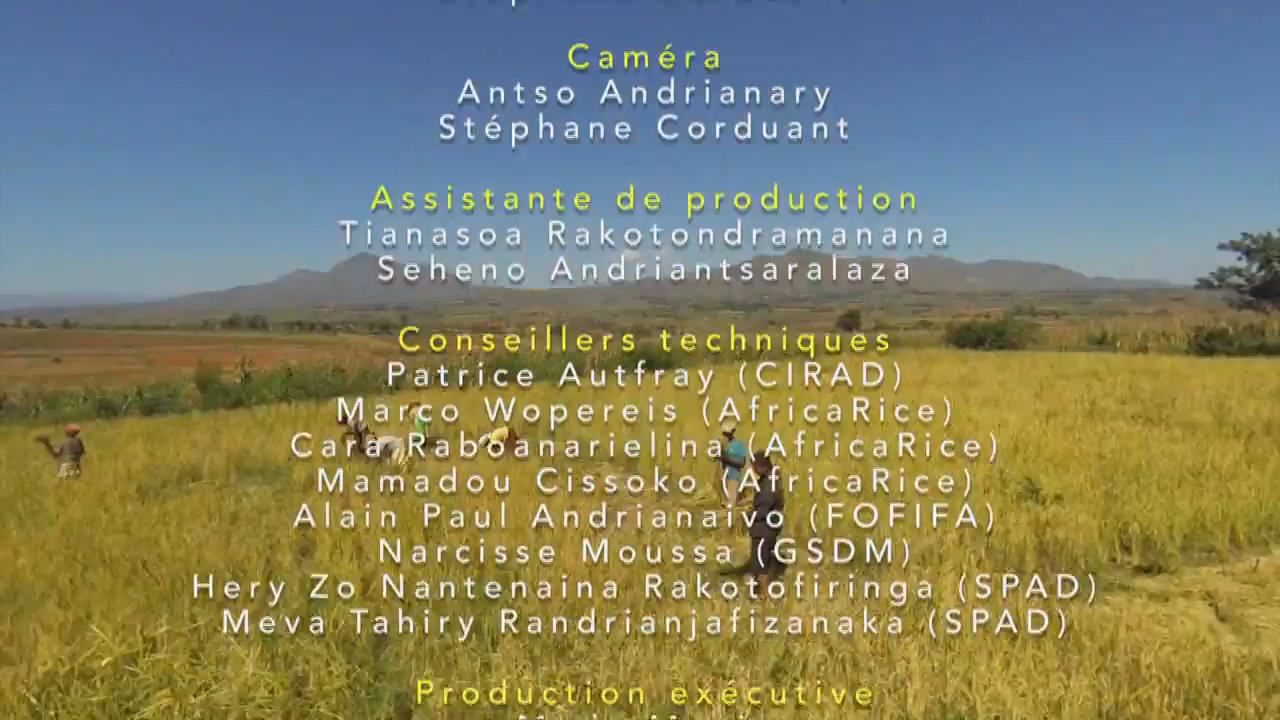 Caméra
Antso Andrianary
Stéphane Corduant
Assistante de production
Tianasoa Rakotondramanana
Seheno Andriantsaralaza
Conseillers techniques
Patrice Autfray (CIRAD)
Marco Wopereis (AfricaRice)
Cara Raboanarielina (AfricaRice)
Mamadou Cissoko (AfricaRice)
Alain Paul Andrianaivo (FOFIFA)
Narcisse Moussa (GSDM)
Hery Zo Nantenaina Rakotofiringa (SPAD)
Meva Tahiry Randrianjafizanaka (SPAD)
Production exécutive